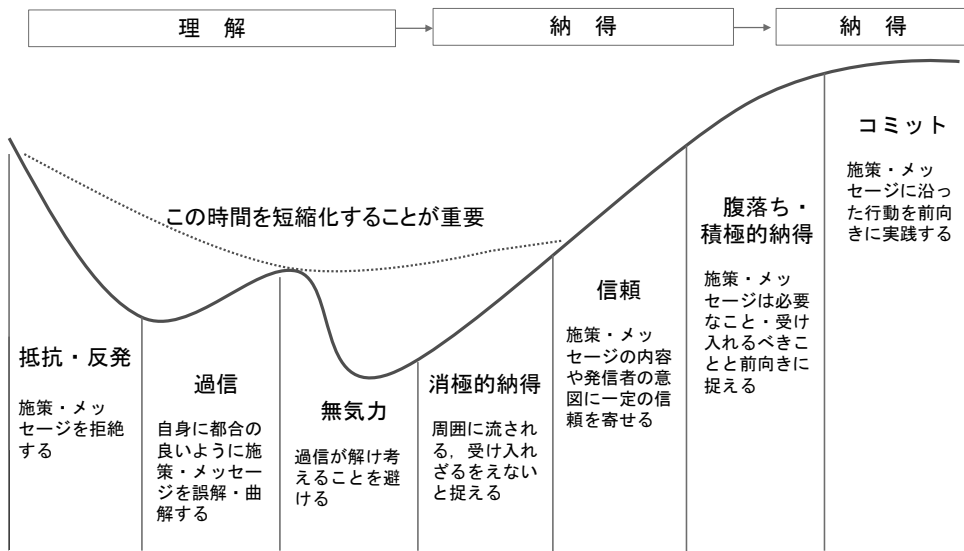 理　解
納　得
納　得
この時間を短縮化することが重要
抵抗・反発
施策・メッ
セージを拒絶
する
過信
自身に都合の
良いように施
策・メッセー
ジを誤解・曲
解する
無気力
過信が解け考
えることを避
ける
消極的納得
周囲に流され
る，受け入れ
ざるをえない
と捉える
信頼
施策・メッ
セージの内容
や発信者の意
図に一定の信
頼を寄せる
腹落ち・
積極的納得
施策・メッ
セージは必要
なこと・受け
入れるべきこ
とと前向きに
捉える
コミット
施策・メッ
セージに沿っ
た行動を前向
きに実践する